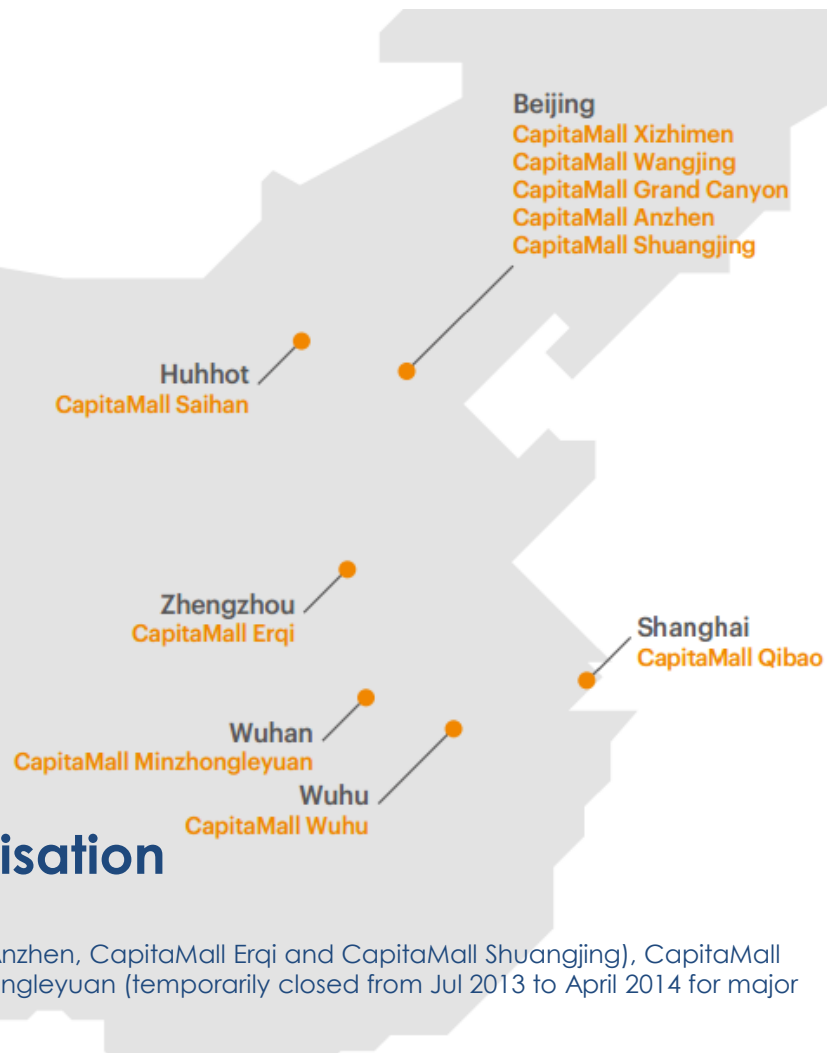 Beijing
CapitaMall Xizhimen
CapitaMall Wangjing
CapitaMall Grand Canyon
CapitaMall Anzhen
CapitaMall Shuangjing
Huhhot
CapitaMall Saihan
Zhengzhou
CapitaMall Erqi
Shanghai
CapitaMall Qibao
Wuhan
CapitaMall Minzhongleyuan
Wuhu
CapitaMall Wuhu
isation
nzhen, CapitaMall Erqi and CapitaMall Shuangjing), CapitaMall
ngleyuan (temporarily closed from Jul 2013 to April 2014 for major